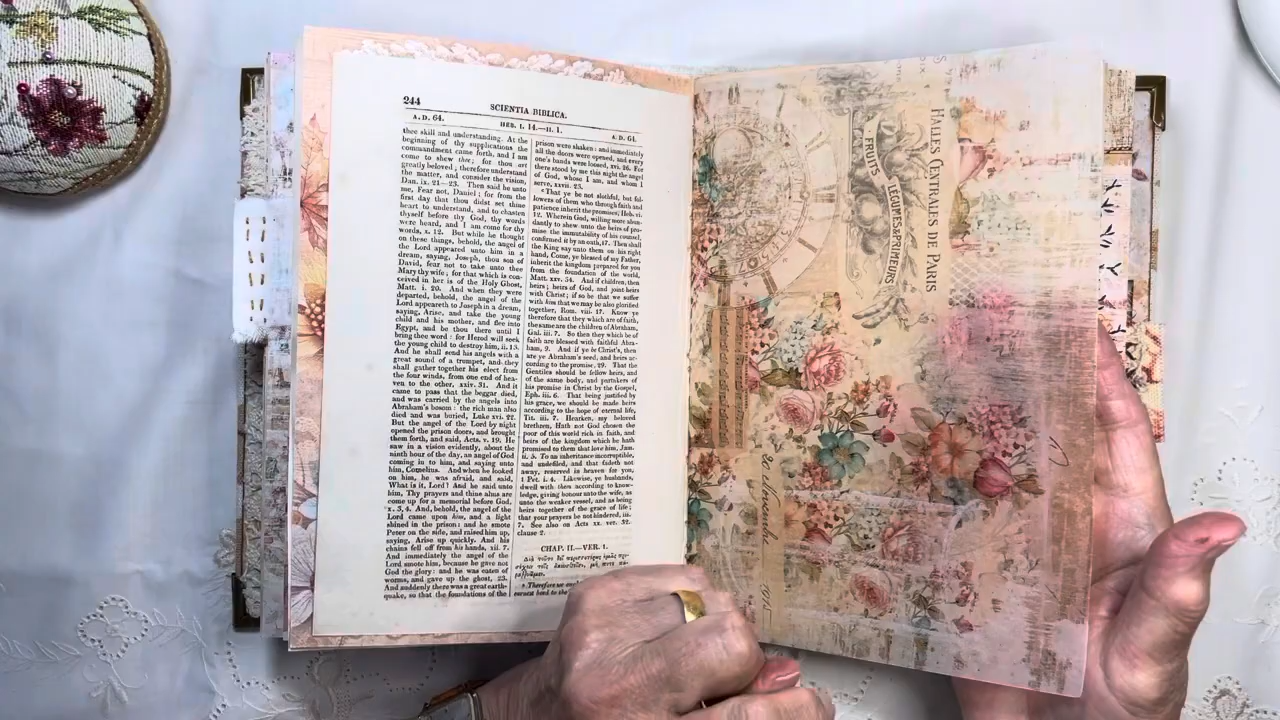 244
SCIENTIA BIBLICA.
A. D. 64.
HEB. I. 14.—II. 1.
A. D. 64.
thee skill and understanding. At the
beginning of thy supplications the
commandment came forth, and I am
come to shew thee; for thou art
greatly beloved; therefore understand
the matter, and consider the vision,
Dan. ix. 21—23. Then said he unto
me, Fear not, Daniel; for from the
first day that thou didst set thine
heart to understand, and to chasten
thyself before thy God, thy words
were heard, and I am come for thy
words, x. 12. But while he thought
on these things, behold, the angel of
the Lord appeared unto him in a
dream, saying, Joseph, thou son of
David, fear not to take unto thee
Mary thy wife; for that which is con-
ceived in her is of the Holy Ghost,
Matt. i. 20. And when they were
departed, behold, the angel of the
Lord appeareth to Joseph in a dream,
saying, Arise, and take the young
child and his mother, and flee into
Egypt, and be thou there until I
bring thee word: for Herod will seek
the young child to destroy him, ii. 13.
And he shall send his angels with a
great sound of a trumpet, and they
shall gather together his elect from
the four winds, from one end of hea-
ven to the other, xxiv. 31. And it
came to pass that the beggar died,
and was carried by the angels into
Abraham's bosom: the rich man also
died and was buried, Luke xvi. 22.
But the angel of the Lord by night
opened the prison doors, and brought
them forth, and said, Acts, v. 19. He
saw in a vision evidently, about the
ninth hour of the day, an angel of God
coming in to him, and saying unto
him, Cornelius. And when he looked
on him, he was afraid, and said,
What is it, Lord? And he said unto
him, Thy prayers and thine alms are
come up for a memorial before God,
x. 3, 4. And, behold, the angel of the
Lord came upon him, and a light
shined in the prison: and he smote
Peter on the side, and raised him up,
saying, Arise up quickly. And his
chains fell off from his hands, xii. 7.
And immediately the angel of the
Lord smote him, because he gave not
God the glory: and he was eaten of
worms, and gave up the ghost, 23.
And suddenly there was a great earth-
quake, so that the foundations of the
prison were shaken: and immediately
all the doors were opened, and every
one's bands were loosed, xvi. 26. For
there stood by me this night the angel
of God, whose I am, and whom I
serve, xxvii. 23.
That ye be not slothful, but fol-
lowers of them who through faith and
patience inherit the promises, Heb. vi.
12. Wherein God, willing more abun-
dantly to shew unto the heirs of pro-
mise the immutability of his counsel,
confirmed it by an oath, 17. Then shall
the King say unto them on his right
hand, Come, ye blessed of my Father,
inherit the kingdom prepared for you
from the foundation of the world,
Matt. xxv. 34. And if children, then
heirs; heirs of God, and joint heirs
with Christ; if so be that we suffer
with him that we may be also glorified
together, Rom. viii. 17. Know ye
therefore that they which are of faith,
the same are the children of Abraham,
Gal. iii. 7. So then they which be of
faith are blessed with faithful Abra-
ham, 9. And if ye be Christ's, then
are ye Abraham's seed, and heirs ac-
cording to the promise, 29. That the
Gentiles should be fellow heirs, and
of the same body, and partakers of
his promise in Christ by the Gospel,
Eph. iii. 6. That being justified by
his grace, we should be made heirs
according to the hope of eternal life,
Tit. iii. 7. Hearken, my beloved
brethren, Hath not God chosen the
poor of this world rich in faith, and
heirs of the kingdom which he hath
promised to them that love him, Jam.
ii. 5. To an inheritance incorruptible,
and undefiled, and that fadeth not
away, reserved in heaven for you,
1 Pet. i. 4. Likewise, ye husbands,
dwell with them according to know-
ledge, giving honour unto the wife, as
unto the weaker vessel, and as being
heirs together of the grace of life;
that your prayers be not hindered, iii.
7. See also on Acts xx. ver. 32.
clause 2.
CHAP. II.—VER. 1.
HALLES CENTRALES DE PARIS
FRUITS LÉGUMES & PRIMEURS